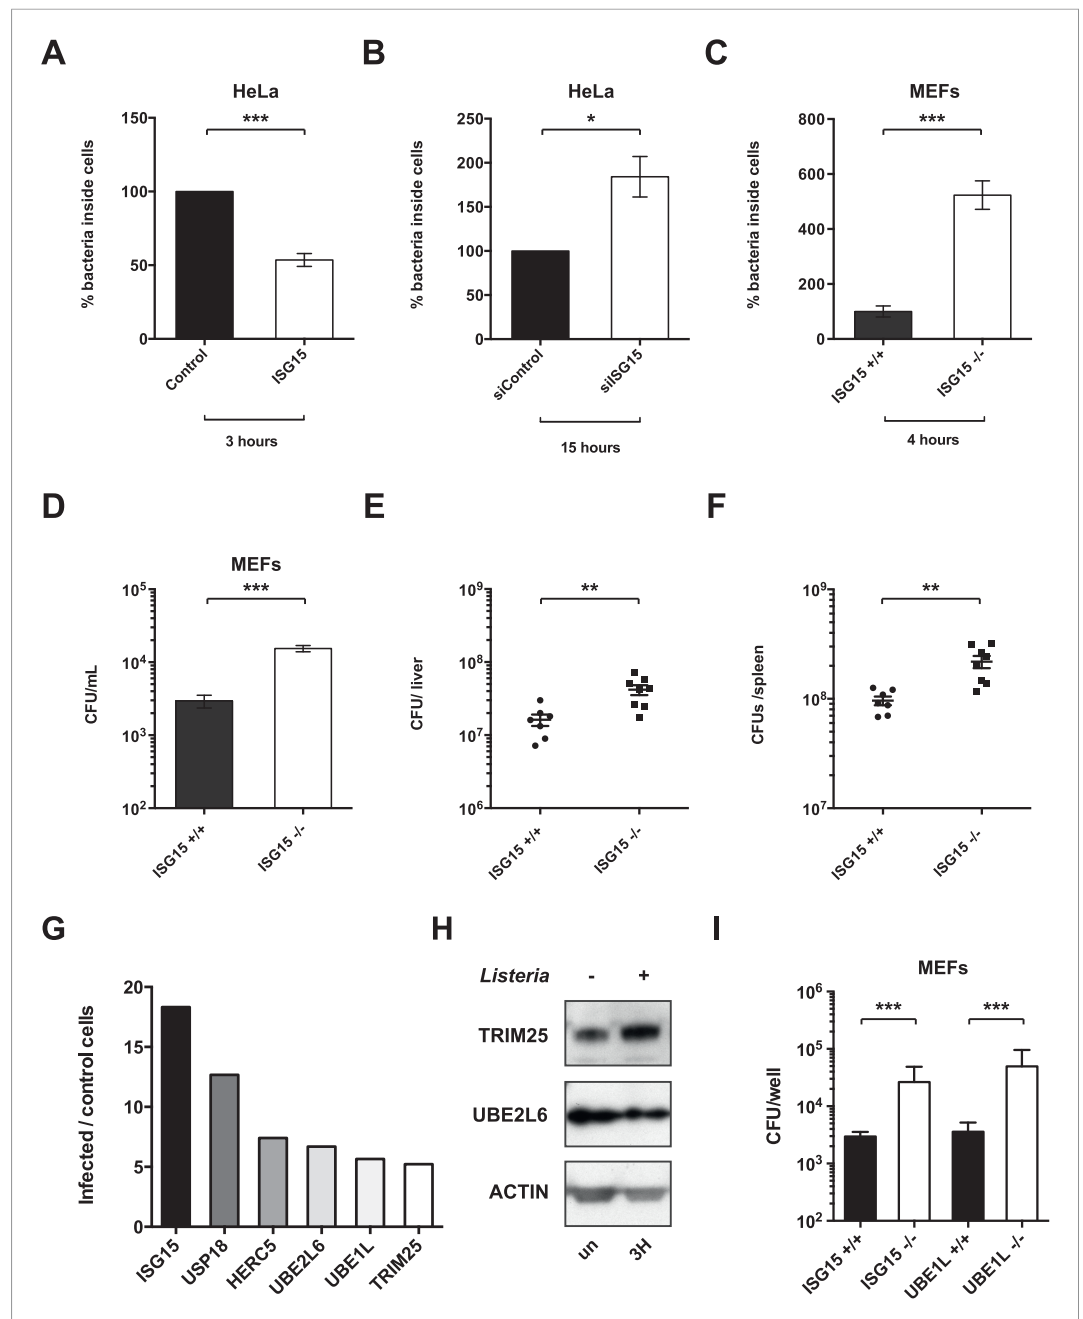 A
B
C
HeLa
HeLa
MEFs
***
*
***
% bacteria inside cells
150
100
50
0
% bacteria inside cells
250
200
150
100
50
0
% bacteria inside cells
800
600
400
200
0
Control
ISG15
siControl
siISG15
ISG15 +/+
ISG15 -/-
3 hours
15 hours
4 hours
D
E
F
MEFs
***
**
**
CFU/mL
10⁵
10⁴
10³
10²
CFU/ liver
10⁹
10⁸
10⁷
10⁶
CFUs /spleen
10⁹
10⁸
10⁷
ISG15 +/+
ISG15 -/-
ISG15 +/+
ISG15 -/-
ISG15 +/+
ISG15 -/-
G
H
I
Infected / control cells
20
15
10
5
0
ISG15
USP18
HERC5
UBE2L6
UBE1L
TRIM25
Listeria - +
TRIM25
UBE2L6
ACTIN
un 3H
MEFs
***
***
CFU/well
10⁶
10⁵
10⁴
10³
10²
ISG15 +/+
ISG15 -/-
UBE1L +/+
UBE1L -/-